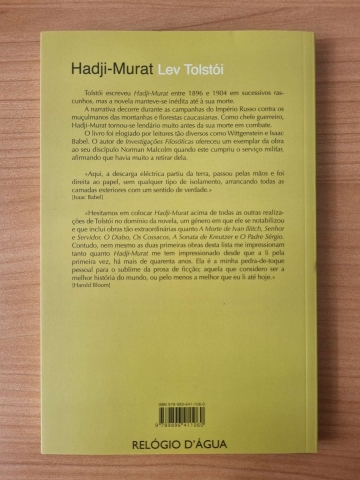 Hadji-Murat Lev Tolstói
Tolstói escreveu Hadji-Murat entre 1896 e 1904 em sucessivos ras-
cunhos, mas a novela manteve-se inédita até à sua morte.
A narrativa decorre durante as campanhas do Império Russo contra os
muçulmanos das montanhas e florestas caucasianas. Como chefe guerreiro,
Hadji-Murat tornou-se lendário muito antes da sua morte em combate.
O livro foi elogiado por leitores tão diversos como Wittgenstein e Isaac
Babel. O autor de Investigações Filosóficas ofereceu um exemplar da obra
ao seu discípulo Norman Malcolm quando este cumpriu o serviço militar,
afirmando que havia muito a retirar dela.
«Aqui, a descarga eléctrica partiu da terra, passou pelas mãos e foi
direito ao papel, sem qualquer tipo de isolamento, arrancando todas as
camadas exteriores com um sentido de verdade.»
(Isaac Babel)
«Hesitamos em colocar Hadji-Murat acima de todas as outras realiza-
ções de Tolstói no domínio da novela, um género em que ele se notabilizou
e que inclui obras tão extraordinárias quanto A Morte de Ivan Ilitch, Senhor
e Servidor, O Diabo, Os Cossacos, A Sonata de Kreutzer e O Padre Sérgio.
Contudo, nem mesmo as duas primeiras obras desta lista me impressionam
tanto quanto Hadji-Murat me tem impressionado desde que a li pela
primeira vez, há mais de quarenta anos. Ela é a minha pedra-de-toque
pessoal para o sublime da prosa de ficção; aquela que considero ser a
melhor história do mundo, ou pelo menos a melhor que eu li até hoje.»
(Harold Bloom)
RELÓGIO D'ÁGUA